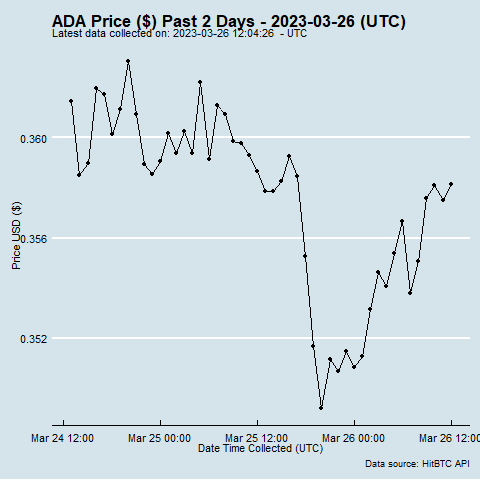 ADA Price ($) Past 2 Days - 2023-03-26 (UTC)
Latest data collected on: 2023-03-26 12:04:26 - UTC
0.360
0.356
0.352
Price USD ($)
Mar 24 12:00 Mar 25 00:00 Mar 25 12:00 Mar 26 00:00 Mar 26 12:00
Date Time Collected (UTC)
Data source: HitBTC API